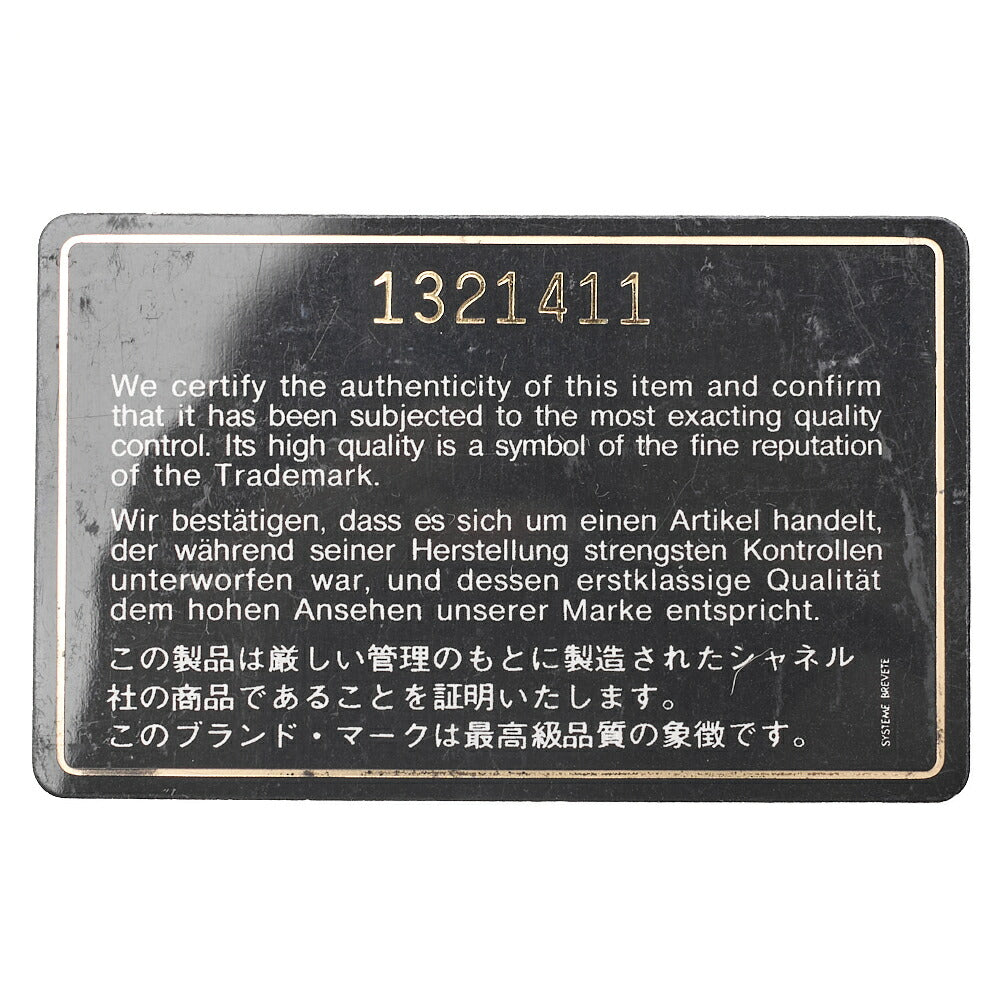 1321411
We certify the authenticity of this item and confirm
that it has been subjected to the most exacting quality
control. Its high quality is a symbol of the fine reputation
of the Trademark.
Wir bestätigen, dass es sich um einen Artikel handelt,
der während seiner Herstellung strengsten Kontrollen
unterworfen war, und dessen erstklassige Qualität
dem hohen Ansehen unserer Marke entspricht.
この製品は厳しい管理のもとに製造されたシャネル
社の商品であることを証明いたします。
このブランド・マークは最高級品質の象徴です。
SYSTEME BREVETE